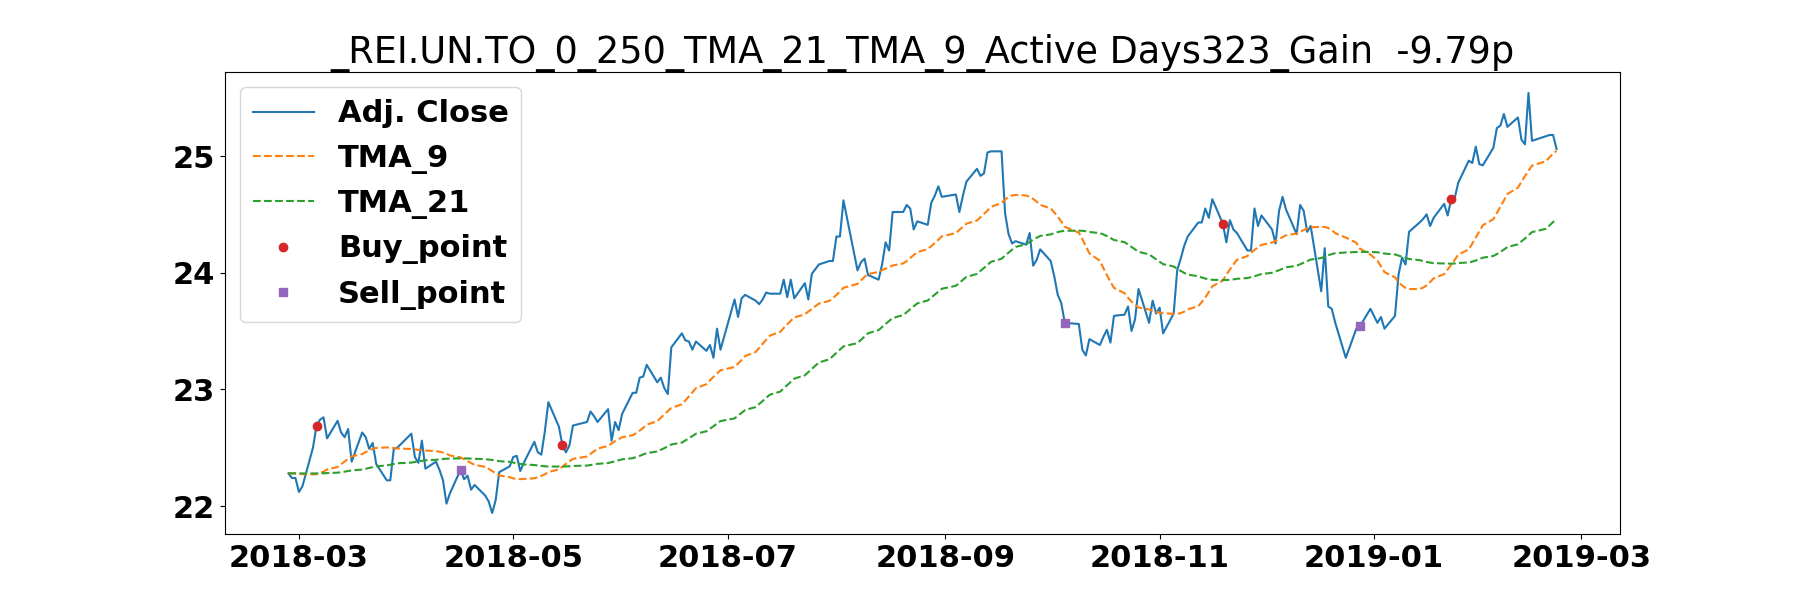 _REI.UN.TO_0_250_TMA_21_TMA_9_Active Days323_Gain  -9.79p
Adj. Close
TMA_9
TMA_21
Buy_point
Sell_point
25
24
23
22
2018-03 2018-05 2018-07 2018-09 2018-11 2019-01 2019-03